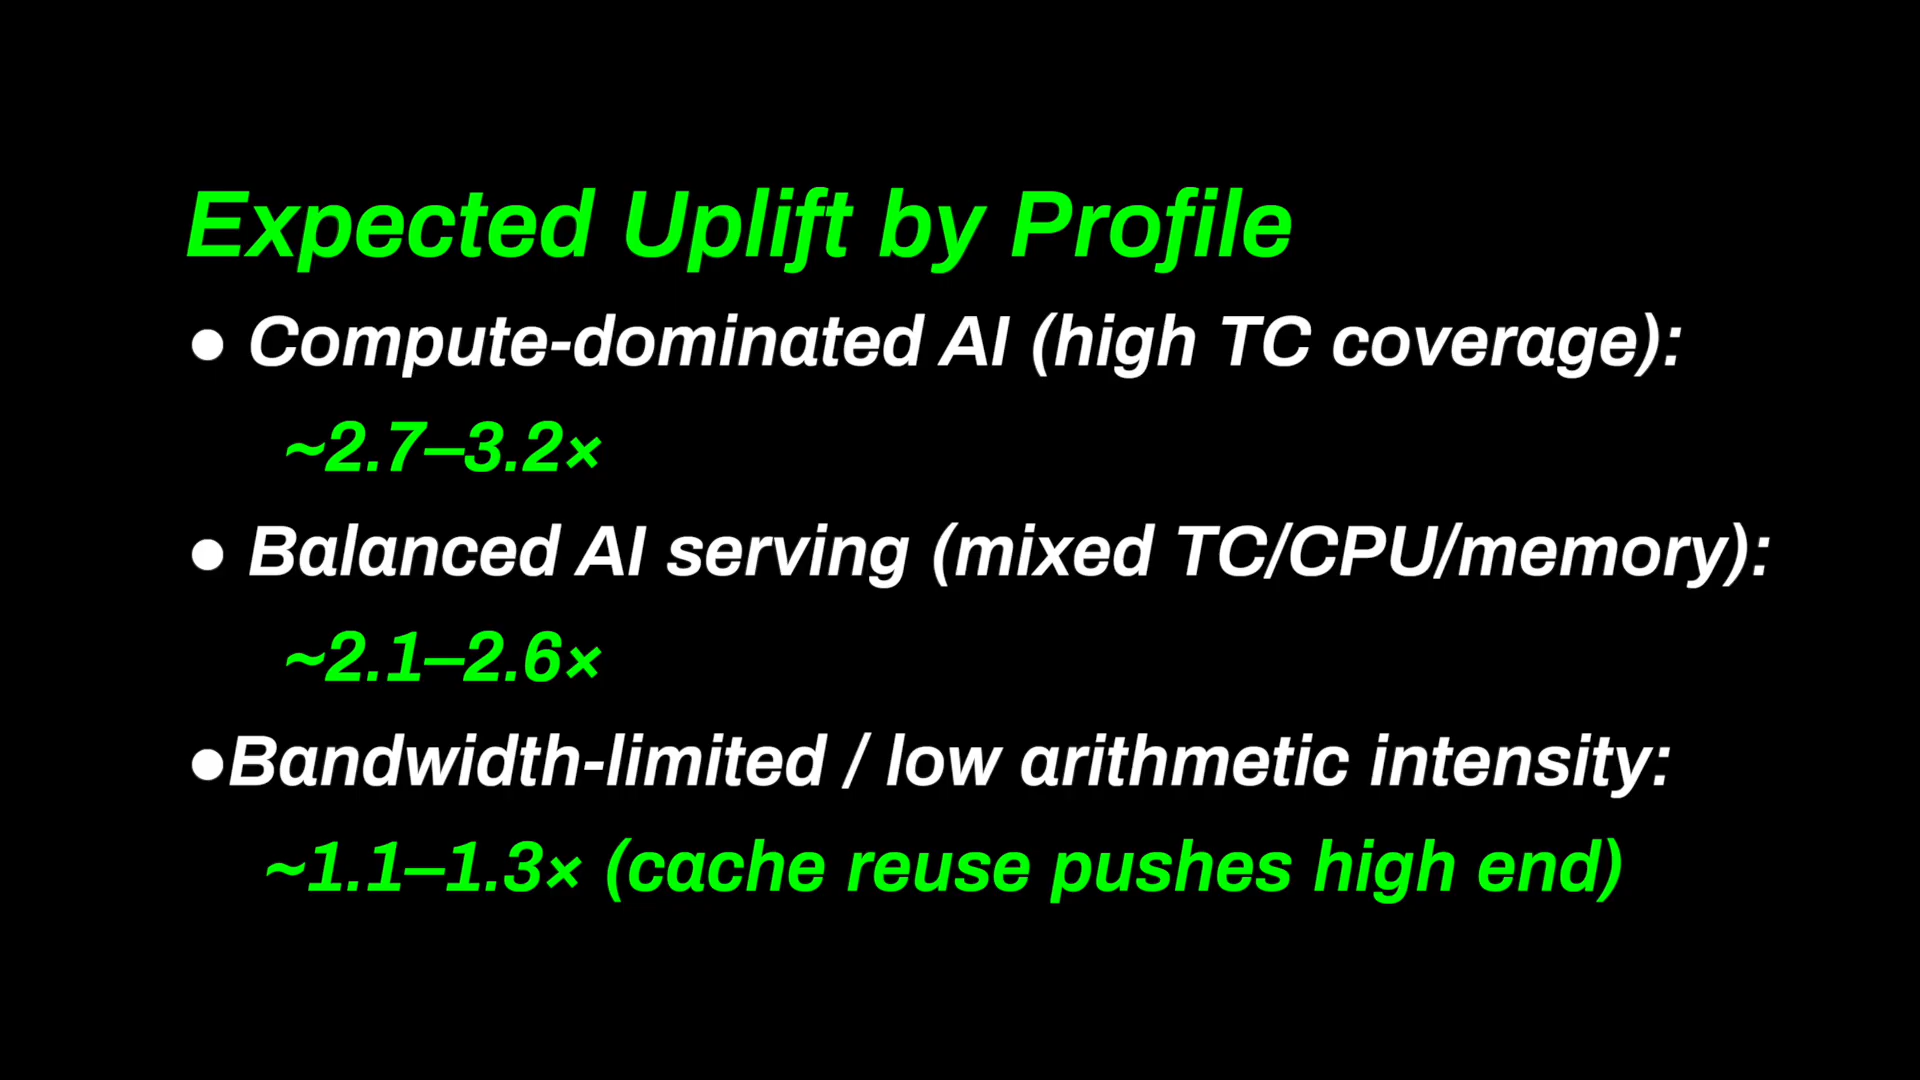 Expected Uplift by Profile
● Compute-dominated AI (high TC coverage):
~2.7–3.2×
● Balanced AI serving (mixed TC/CPU/memory):
~2.1–2.6×
●Bandwidth-limited / low arithmetic intensity:
~1.1–1.3× (cache reuse pushes high end)